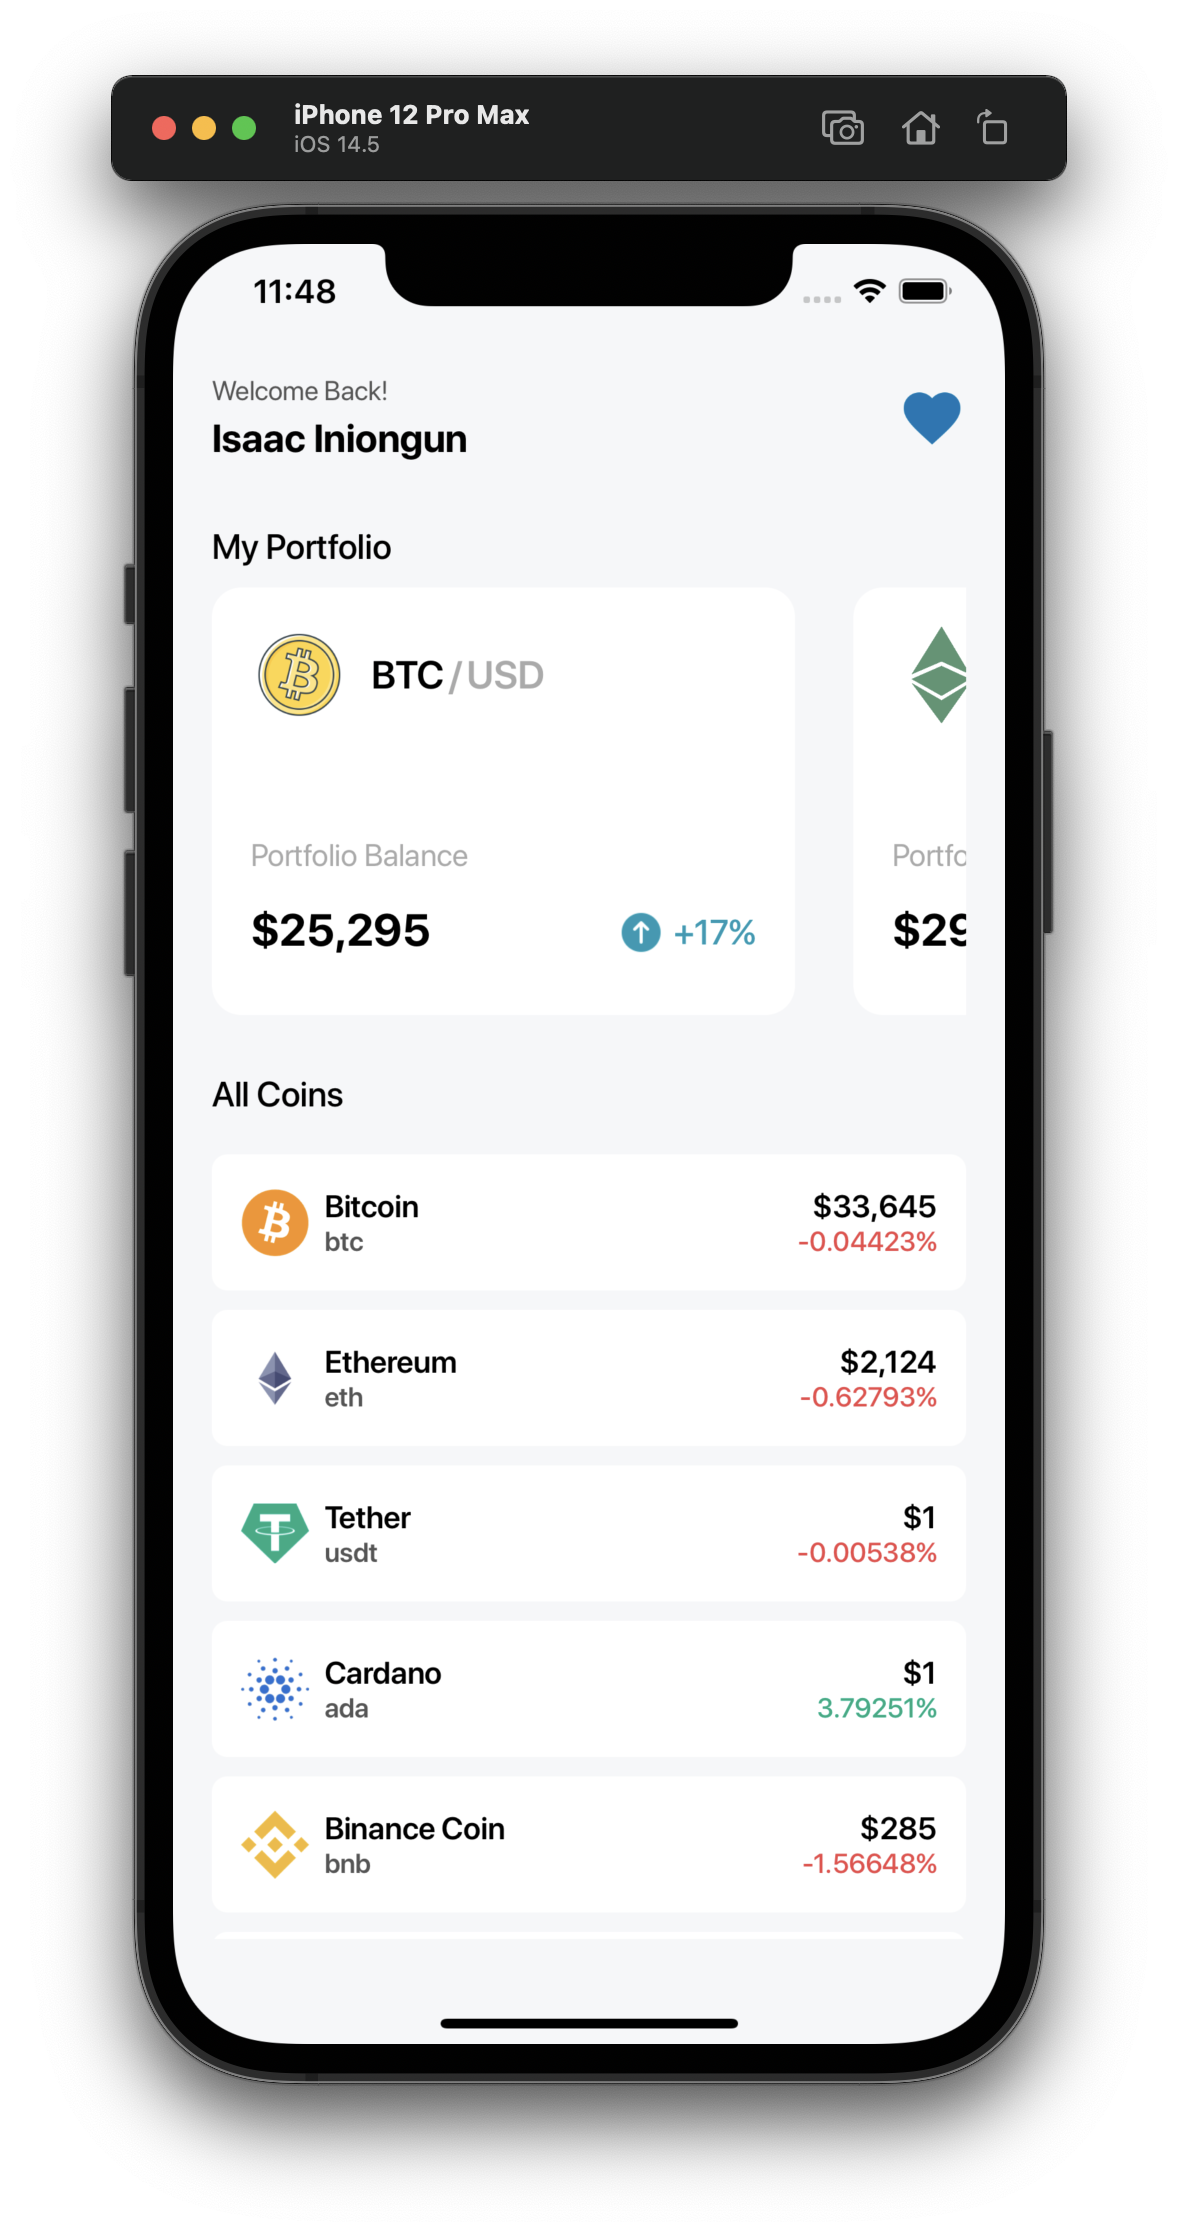 iPhone 12 Pro Max
iOS 14.5
11:48
Welcome Back!
Isaac Iniongun
My Portfolio
BTC/USD
Portfolio Balance
Portfo
$25,295
+17%
$29
All Coins
Bitcoin
$33,645
btc
-0.04423%
Ethereum
$2,124
eth
-0.62793%
Tether
$1
usdt
-0.00538%
Cardano
$1
ada
3.79251%
Binance Coin
$285
bnb
-1.56648%